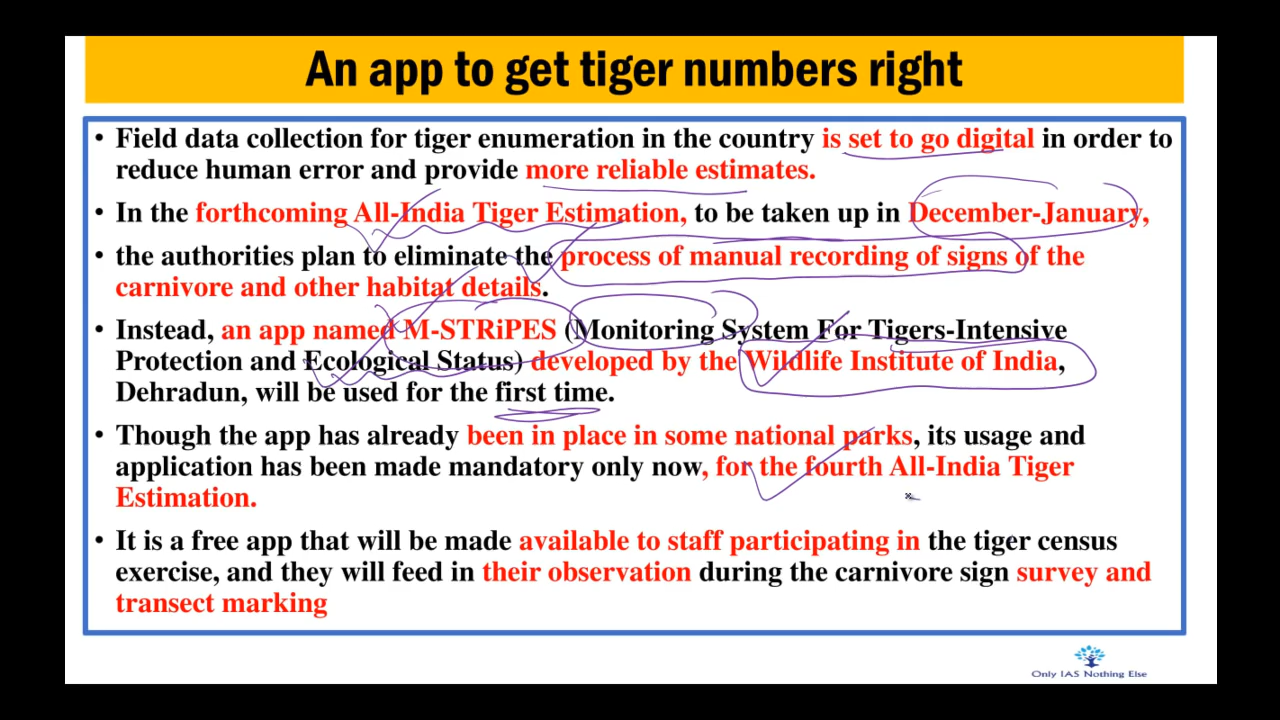 An app to get tiger numbers right
• Field data collection for tiger enumeration in the country is set to go digital in order to
reduce human error and provide more reliable estimates.
• In the forthcoming All-India Tiger Estimation, to be taken up in December-January,
• the authorities plan to eliminate the process of manual recording of signs of the
carnivore and other habitat details.
• Instead, an app named M-STRiPES (Monitoring System For Tigers-Intensive
Protection and Ecological Status) developed by the Wildlife Institute of India,
Dehradun, will be used for the first time.
• Though the app has already been in place in some national parks, its usage and
application has been made mandatory only now, for the fourth All-India Tiger
Estimation.
• It is a free app that will be made available to staff participating in the tiger census
exercise, and they will feed in their observation during the carnivore sign survey and
transect marking
Only IAS Nothing Else